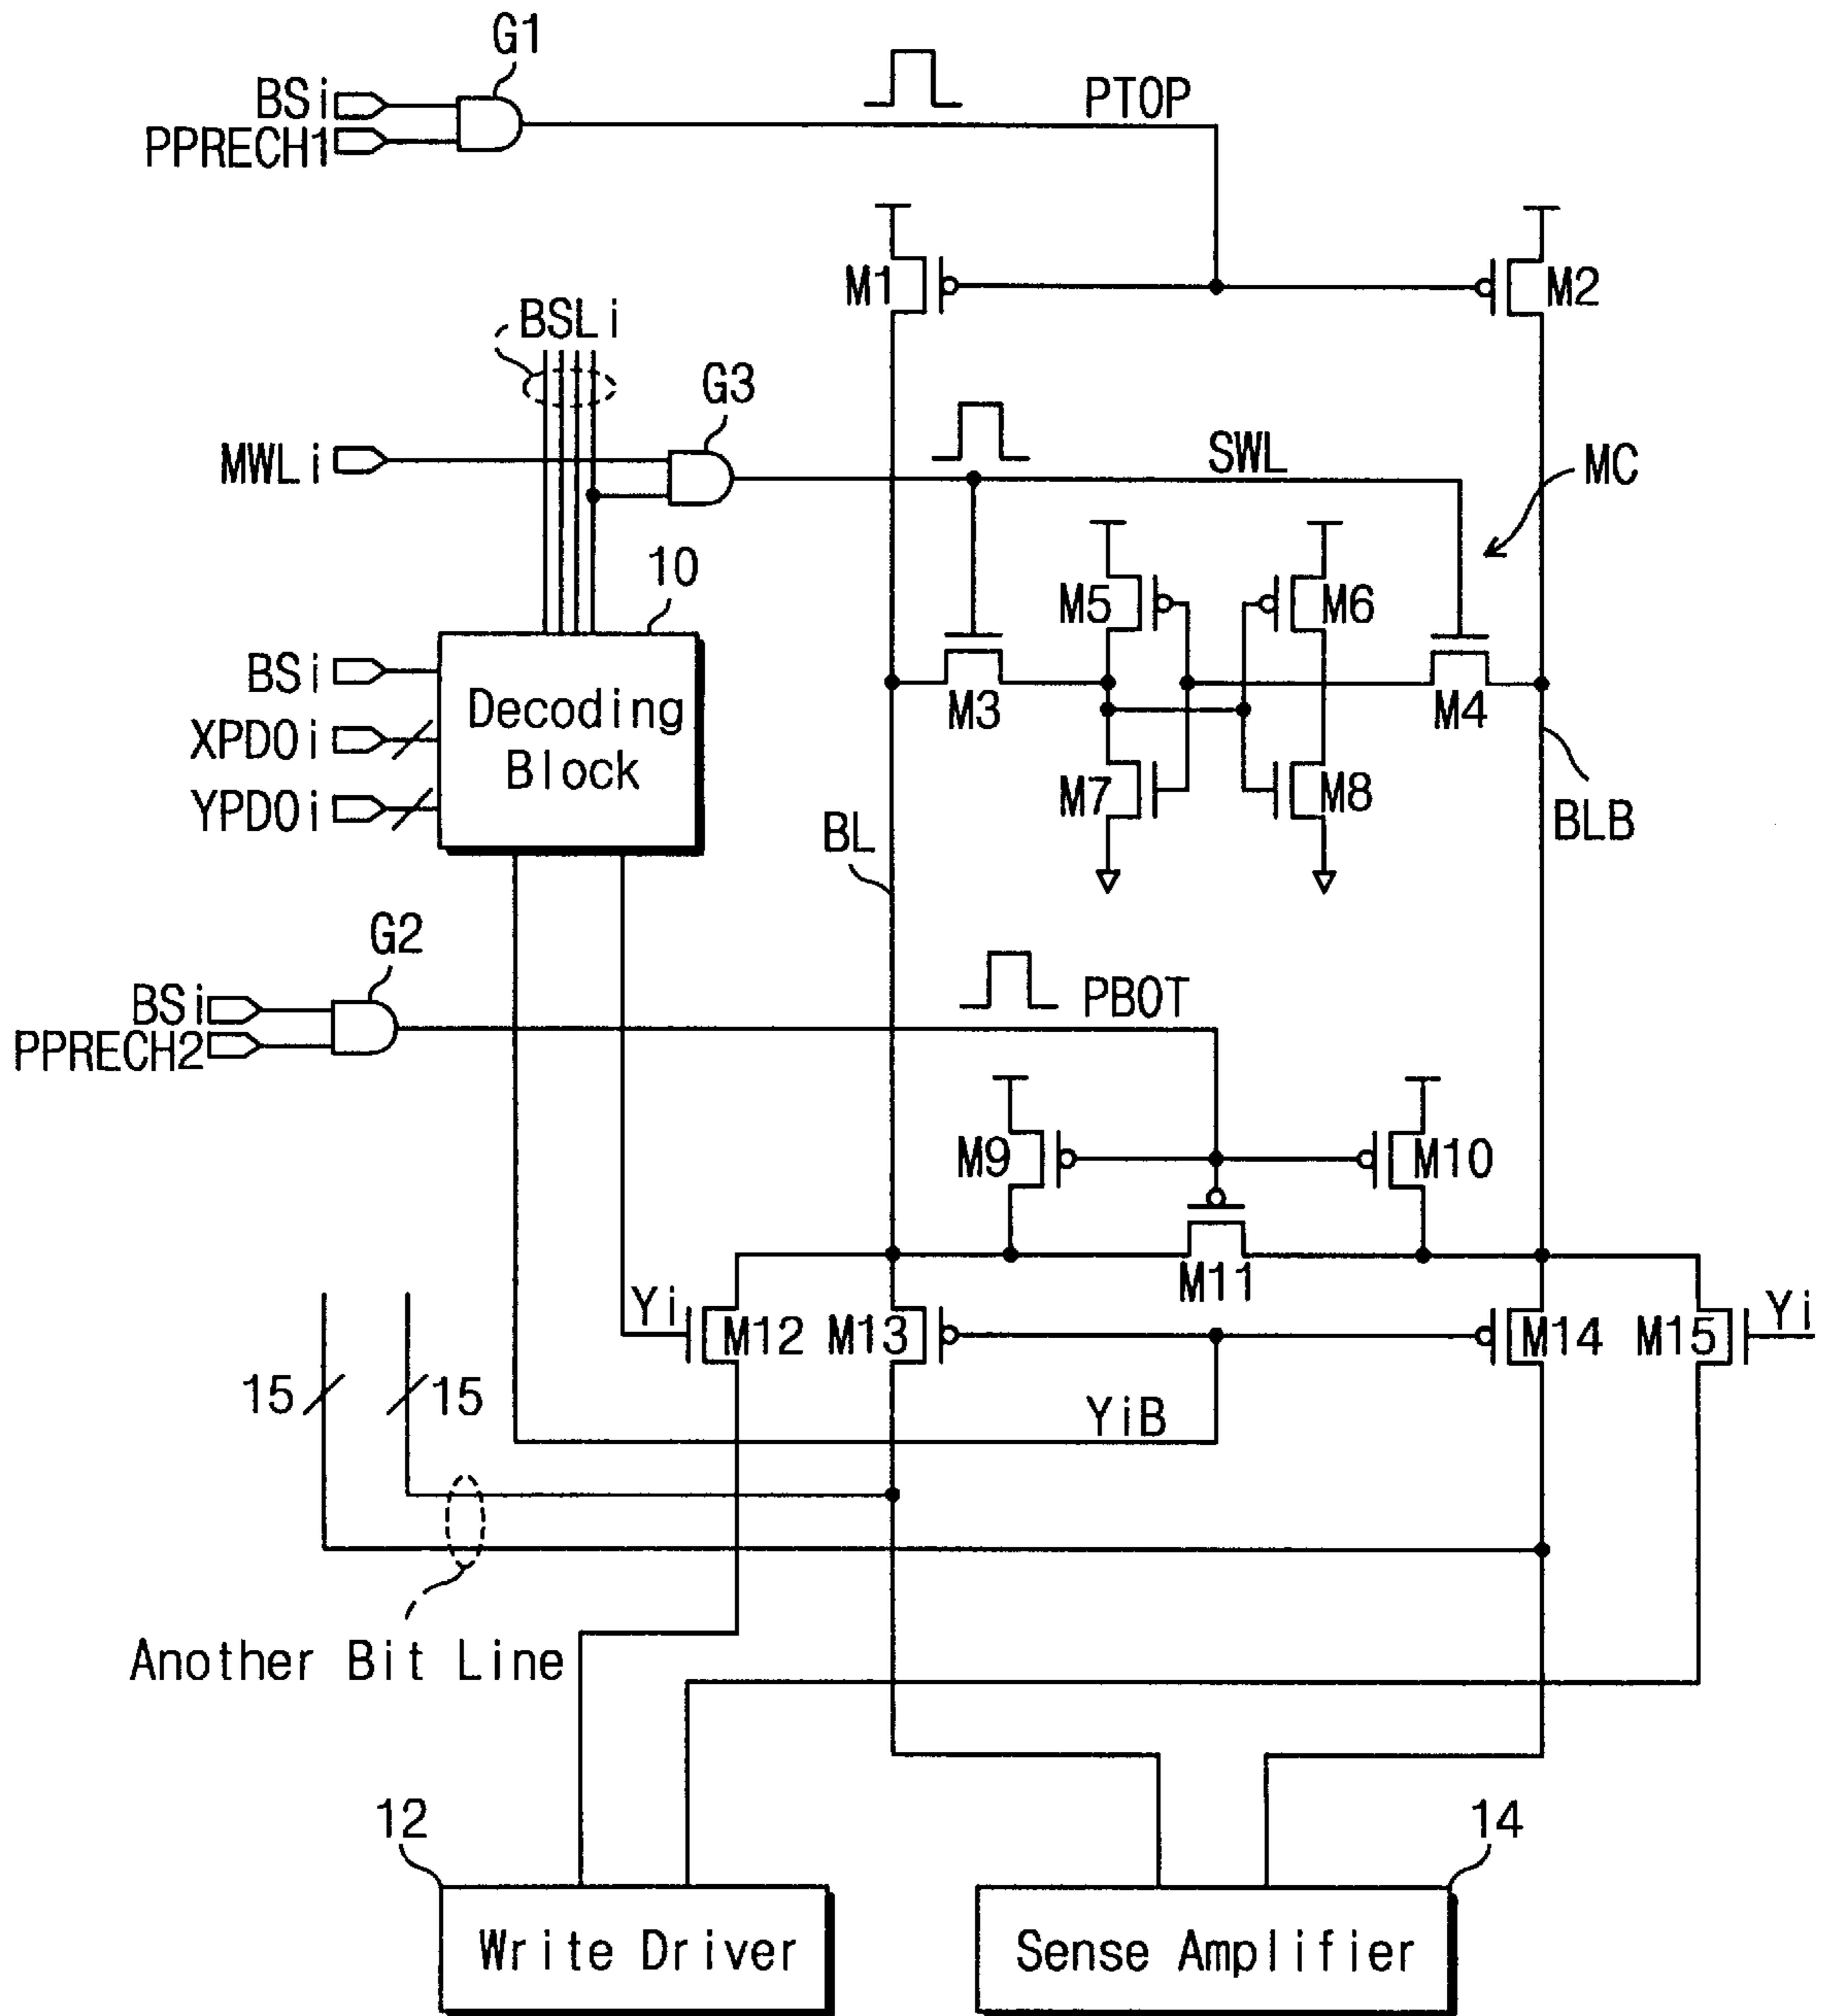 G1
BSi
PTOP
PPRECH1
M1
M2
BSLi
G3
MWLi
SWL
MC
10
M5
M6
BSi
Decoding
Block
XPD0i
YPD0i
M3
M4
M7
M8
BL
BLB
G2
BSi
PBOT
PPRECH2
M9
M10
M11
Yi
M12
M13
M14
M15
Yi
15
15
YiB
Another Bit Line
12
14
Write Driver
Sense Amplifier